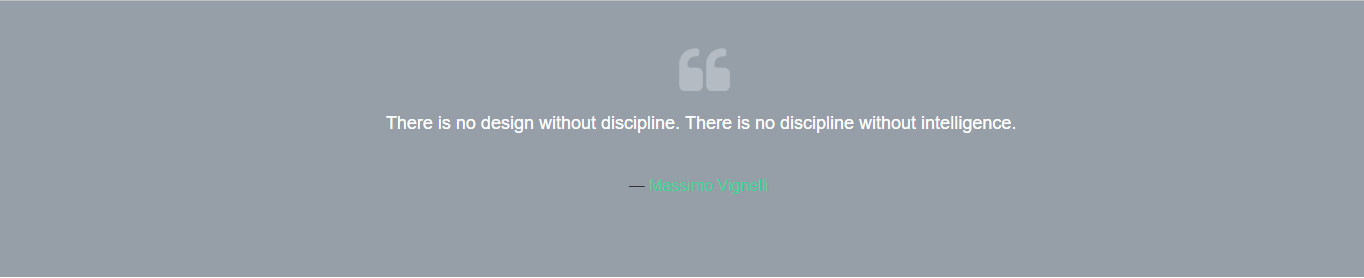 “
There is no design without discipline. There is no discipline without intelligence.
— Massimo Vignelli